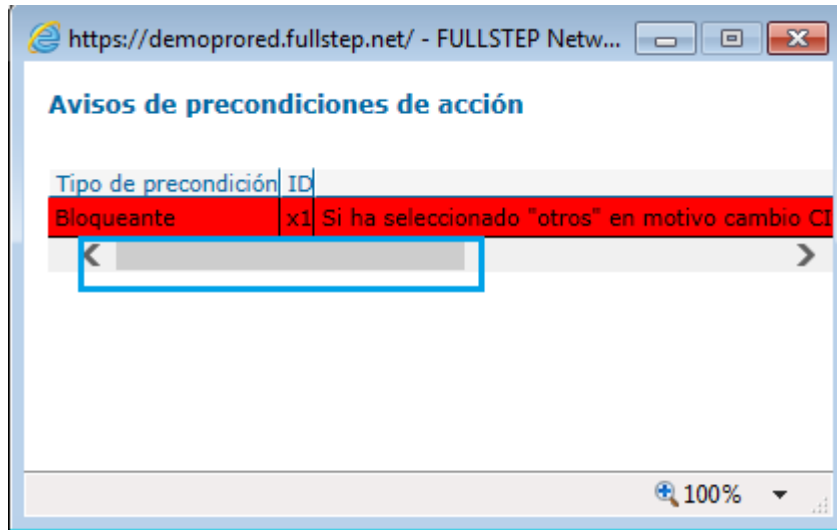 https://demoprored.fullstep.net/ - FULLSTEP Netw...
Avisos de precondiciones de acción
Tipo de precondición ID
Bloqueante x1 Si ha seleccionado "otros" en motivo cambio CI
100%